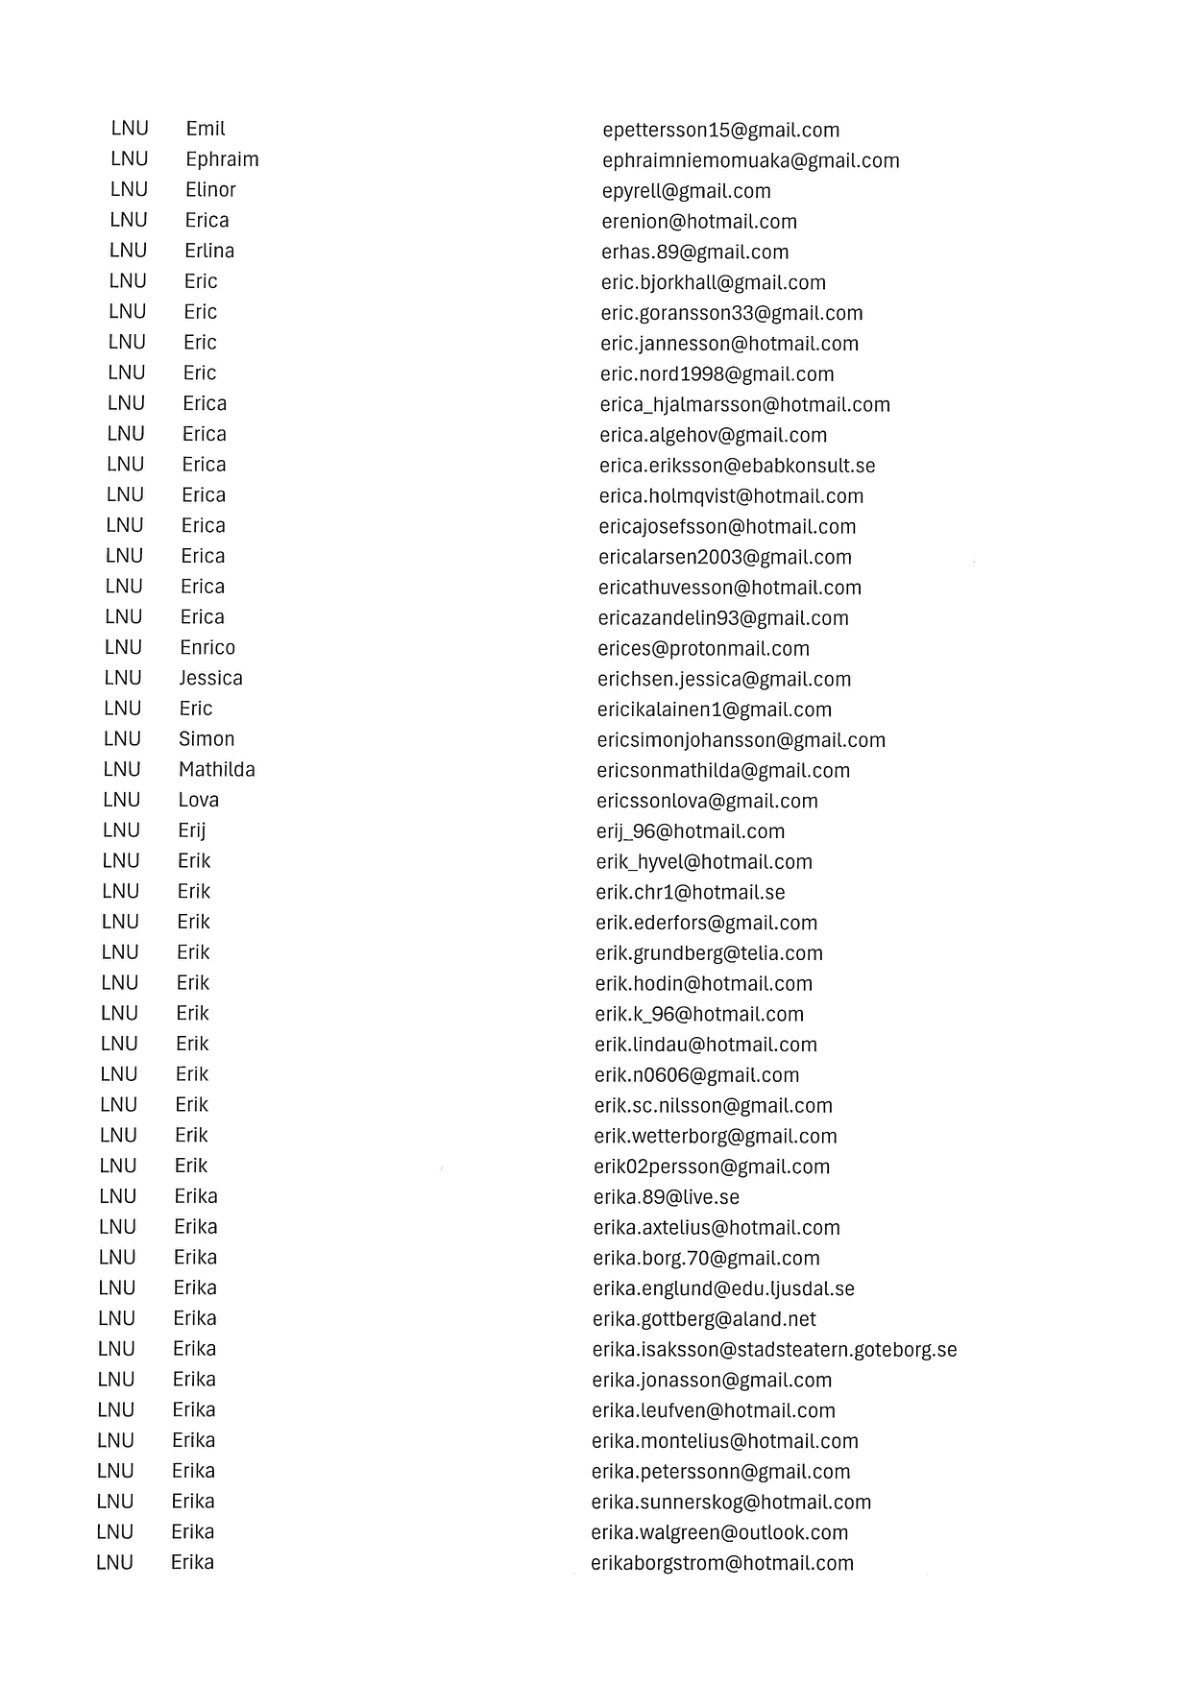 LNU Emil epettersson15@gmail.com
LNU Ephraim ephraimniemomuaka@gmail.com
LNU Elinor epyrell@gmail.com
LNU Erica erenion@hotmail.com
LNU Erlina erhas.89@gmail.com
LNU Eric eric.bjorkhall@gmail.com
LNU Eric eric.goransson33@gmail.com
LNU Eric eric.jannesson@hotmail.com
LNU Eric eric.nord1998@gmail.com
LNU Erica erica_hjalmarsson@hotmail.com
LNU Erica erica.algehov@gmail.com
LNU Erica erica.eriksson@ebabkonsult.se
LNU Erica erica.holmqvist@hotmail.com
LNU Erica ericajosefsson@hotmail.com
LNU Erica ericalarsen2003@gmail.com
LNU Erica ericathuvesson@hotmail.com
LNU Erica ericazandelin93@gmail.com
LNU Enrico erices@protonmail.com
LNU Jessica erichsen.jessica@gmail.com
LNU Eric ericikalainen1@gmail.com
LNU Simon ericsimonjohansson@gmail.com
LNU Mathilda ericsonmathilda@gmail.com
LNU Lova ericssonlova@gmail.com
LNU Erij erij_96@hotmail.com
LNU Erik erik_hyvel@hotmail.com
LNU Erik erik.chr1@hotmail.se
LNU Erik erik.ederfors@gmail.com
LNU Erik erik.grundberg@telia.com
LNU Erik erik.hodin@hotmail.com
LNU Erik erik.k_96@hotmail.com
LNU Erik erik.lindau@hotmail.com
LNU Erik erik.n0606@gmail.com
LNU Erik erik.sc.nilsson@gmail.com
LNU Erik erik.wetterborg@gmail.com
LNU Erik erik02persson@gmail.com
LNU Erika erika.89@live.se
LNU Erika erika.axtelius@hotmail.com
LNU Erika erika.borg.70@gmail.com
LNU Erika erika.englund@edu.ljusdal.se
LNU Erika erika.gottberg@aland.net
LNU Erika erika.isaksson@stadsteatern.goteborg.se
LNU Erika erika.jonasson@gmail.com
LNU Erika erika.leufven@hotmail.com
LNU Erika erika.montelius@hotmail.com
LNU Erika erika.peterssonn@gmail.com
LNU Erika erika.sunnerskog@hotmail.com
LNU Erika erika.walgreen@outlook.com
LNU Erika erikaborgstrom@hotmail.com